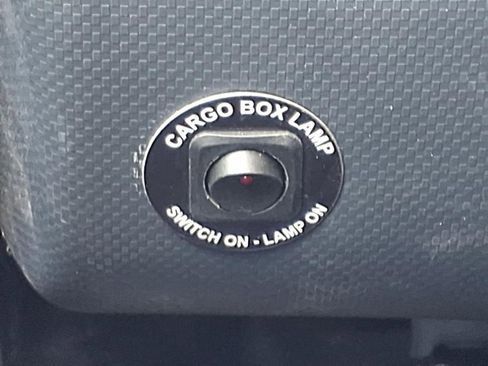 CARGO BOX LAMP
SWITCH ON - LAMP ON